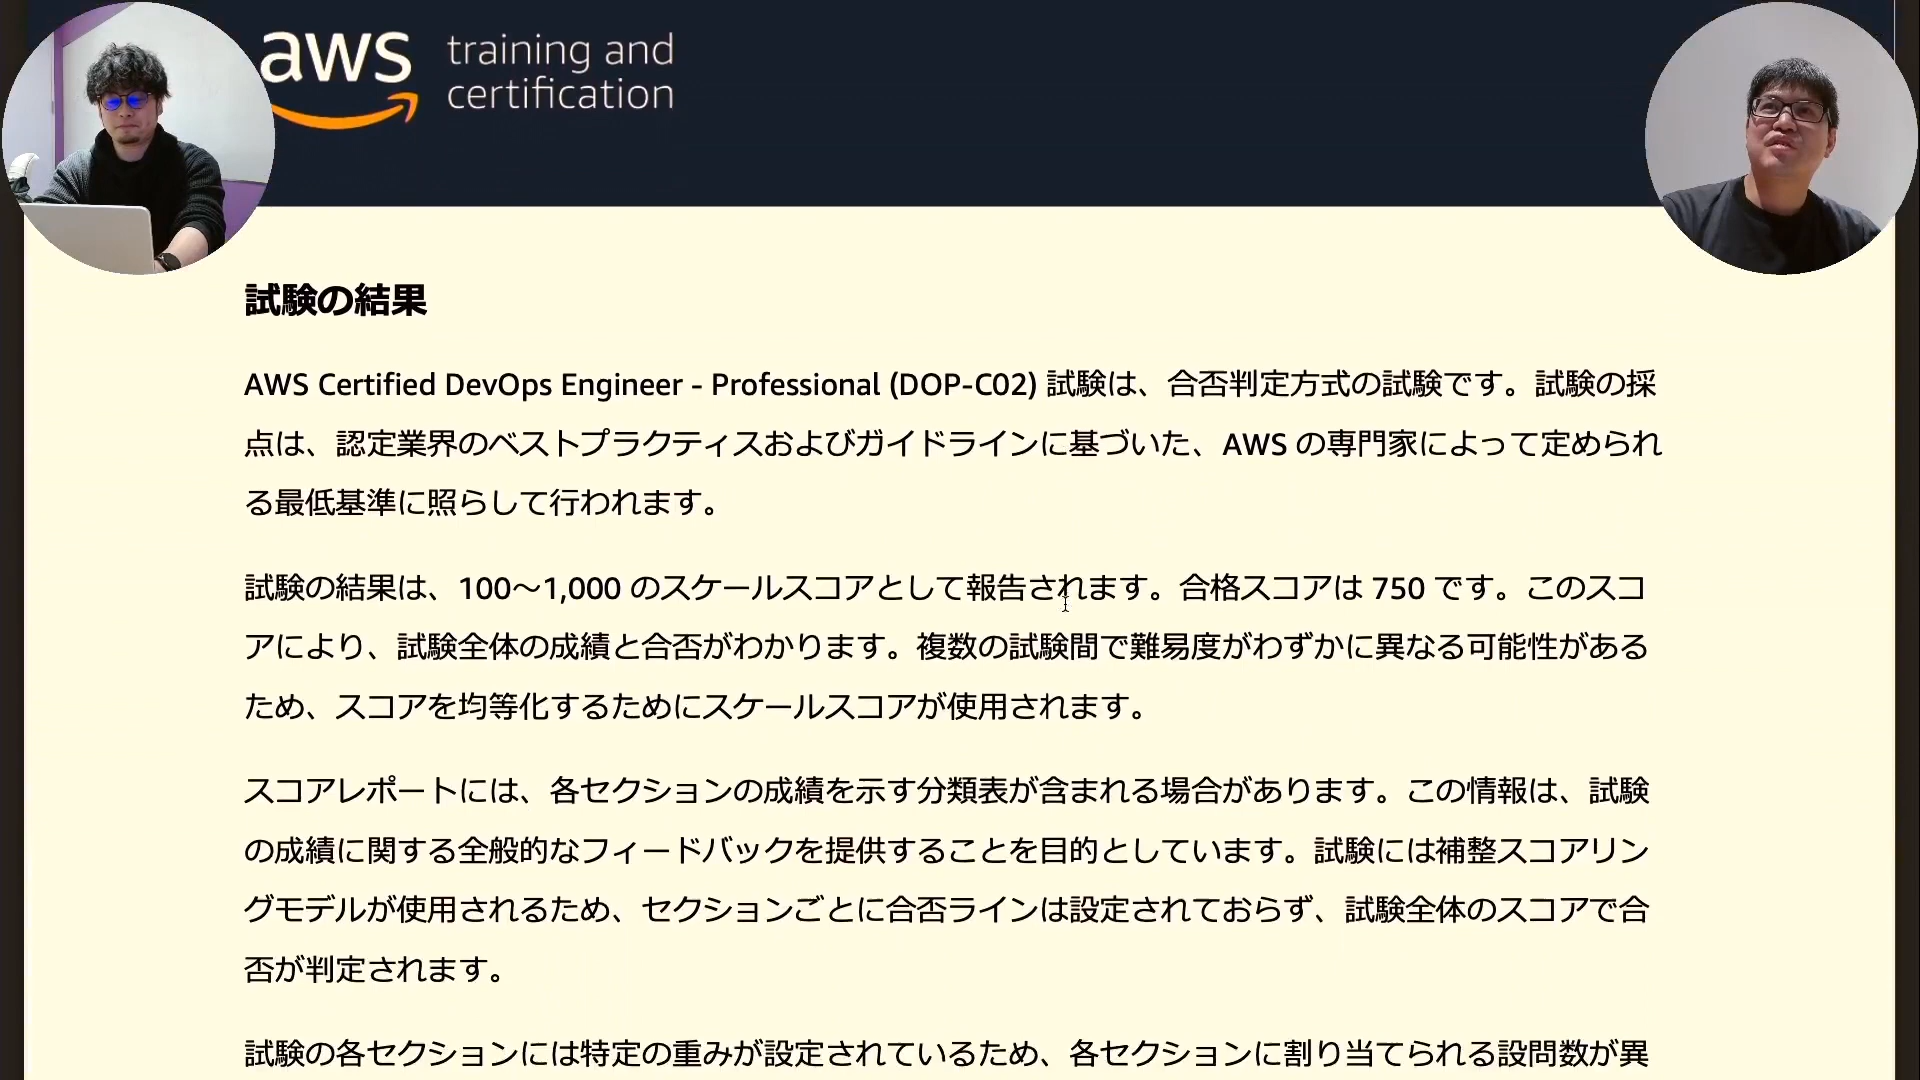 aws training and
certification
試験の結果
AWS Certified DevOps Engineer - Professional (DOP-C02) 試験は、合否判定方式の試験です。試験の採
点は、認定業界のベストプラクティスおよびガイドラインに基づいた、AWS の専門家によって定められ
る最低基準に照らして行われます。
試験の結果は、100～1,000 のスケールスコアとして報告されます。合格スコアは 750 です。このスコ
アにより、試験全体の成績と合否がわかります。複数の試験間で難易度がわずかに異なる可能性がある
ため、スコアを均等化するためにスケールスコアが使用されます。
スコアレポートには、各セクションの成績を示す分類表が含まれる場合があります。この情報は、試験
の成績に関する全般的なフィードバックを提供することを目的としています。試験には補整スコアリン
グモデルが使用されるため、セクションごとに合否ラインは設定されておらず、試験全体のスコアで合
否が判定されます。
試験の各セクションには特定の重みが設定されているため、各セクションに割り当てられる設問数が異